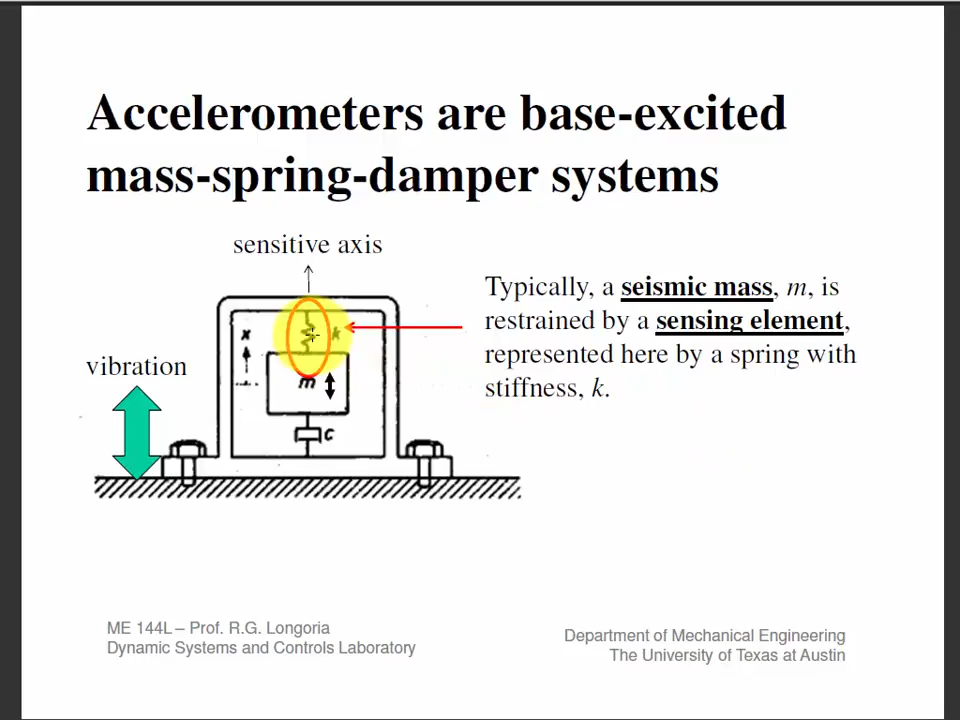 Accelerometers are base-excited
mass-spring-damper systems
sensitive axis
Typically, a seismic mass, m, is
restrained by a sensing element,
represented here by a spring with
stiffness, k.
x
k
vibration
m
c
ME 144L – Prof. R.G. Longoria
Dynamic Systems and Controls Laboratory
Department of Mechanical Engineering
The University of Texas at Austin